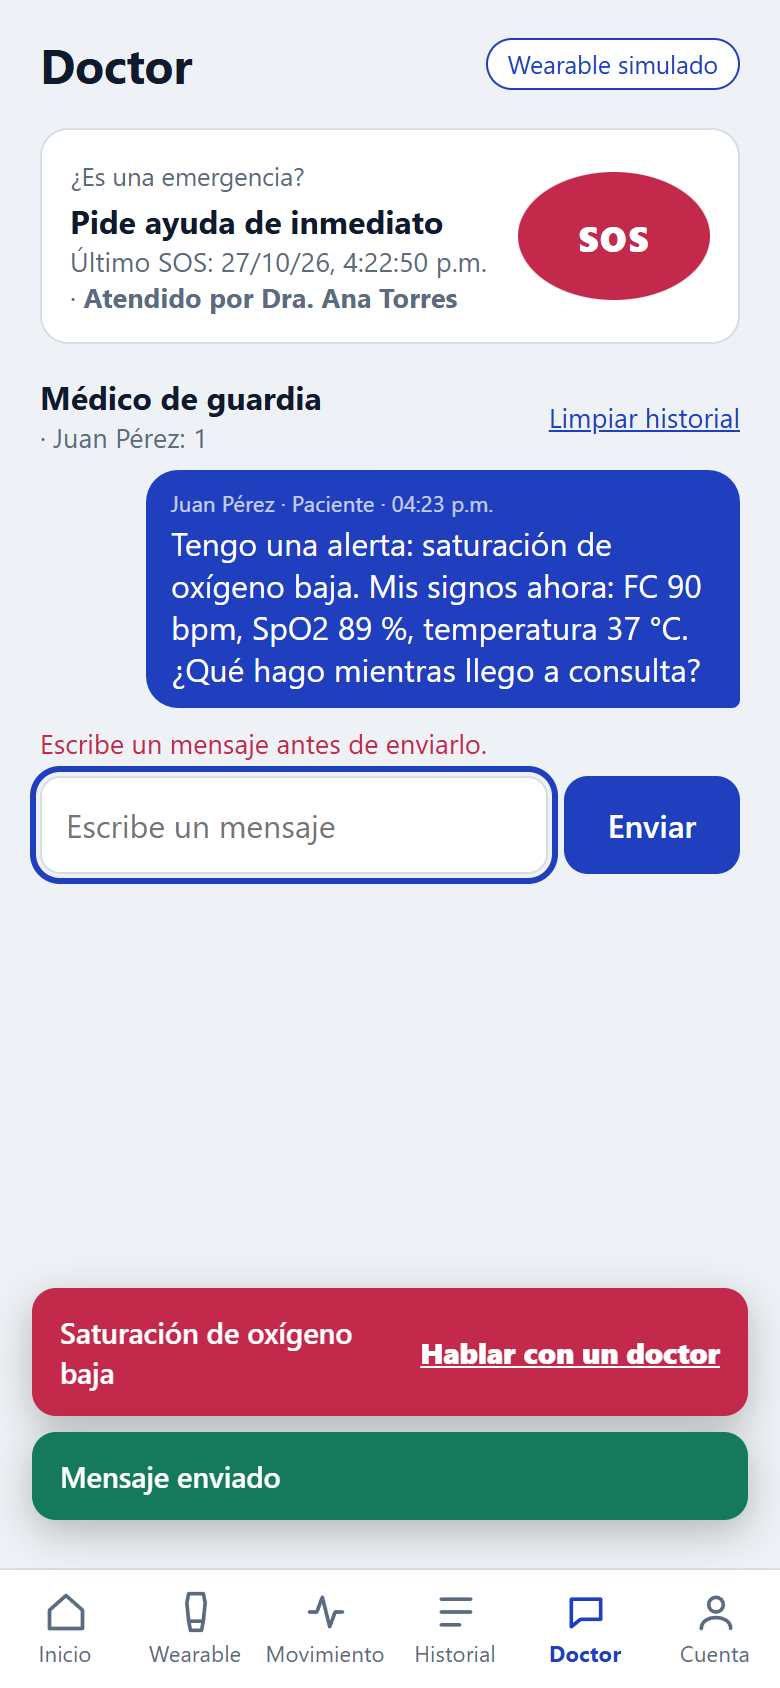 Doctor
Wearable simulado
¿Es una emergencia?
Pide ayuda de inmediato
Último SOS: 27/10/26, 4:22:50 p.m.
· Atendido por Dra. Ana Torres
SOS
Médico de guardia
· Juan Pérez: 1
Limpiar historial
Juan Pérez · Paciente · 04:23 p.m.
Tengo una alerta: saturación de
oxígeno baja. Mis signos ahora: FC 90
bpm, SpO2 89 %, temperatura 37 °C.
¿Qué hago mientras llego a consulta?
Escribe un mensaje antes de enviarlo.
Escribe un mensaje
Enviar
Saturación de oxígeno
baja
Hablar con un doctor
Mensaje enviado
Inicio
Wearable
Movimiento
Historial
Doctor
Cuenta